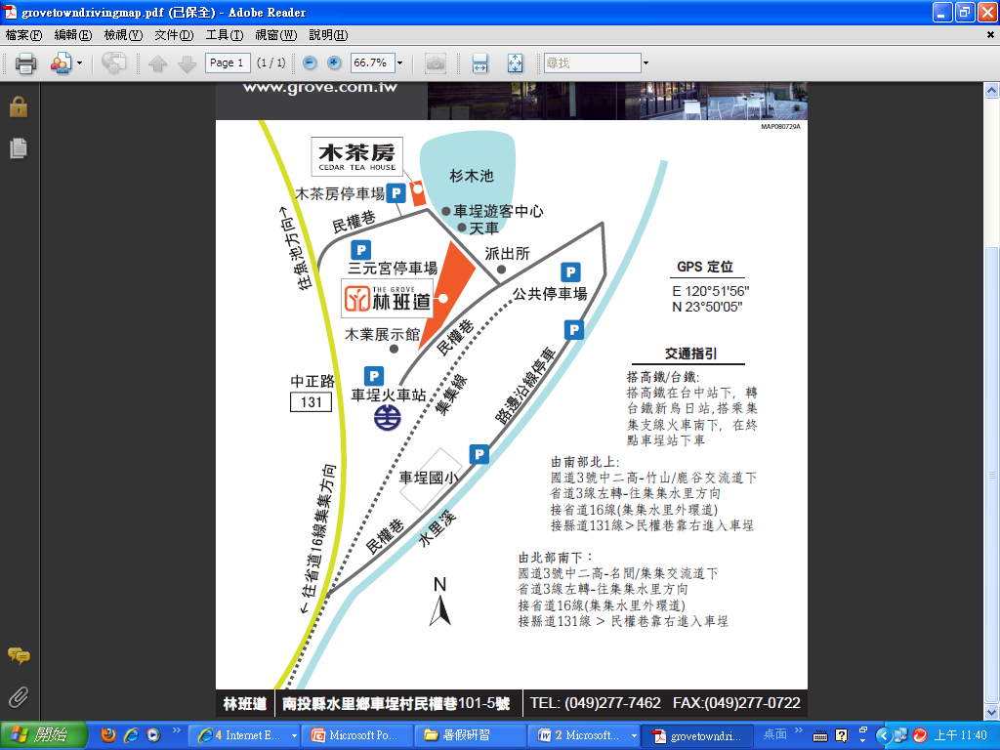 grovetowndrivingmap.pdf (已保全) - Adobe Reader
檔案(F) 編輯(E) 檢視(V) 文件(D) 工具(T) 視窗(W) 說明(H)
Page 1 (1 / 1) 66.7% 尋找
www.grove.com.tw
MAP080729A
木茶房
CEDAR TEA HOUSE
杉木池
木茶房停車場 P
車埕遊客中心
天車
民權巷
往魚池方向→
P
三元宮停車場
派出所
P
公共停車場
THE GROVE
林班道
P
木業展示館
民權巷
P
車埕火車站
中正路
131
集集線
路邊沿線停車
P
車埕國小
民權巷
水里溪
← 往省道16線集集方向
N
GPS 定位
E 120°51'56"
N 23°50'05"
交通指引
搭高鐵/台鐵:
搭高鐵在台中站下, 轉
台鐵新烏日站,搭乘集
集支線火車南下, 在終
點車埕站下車
由南部北上:
國道3號中二高-竹山/鹿谷交流道下
省道3線左轉-往集集水里方向
接省道16線(集集水里外環道)
接縣道131線>民權巷靠右進入車埕
由北部南下：
國道3號中二高-名間/集集交流道下
省道3線左轉-往集集水里方向
接省道16線(集集水里外環道)
接縣道131線 > 民權巷靠右進入車埕
林班道 南投縣水里鄉車埕村民權巷101-5號 TEL: (049)277-7462 FAX:(049)277-0722
開始 4 Internet E... Microsoft Po... 暑假研習 2 Microsoft... grovetowndri... 桌面 上午 11:40